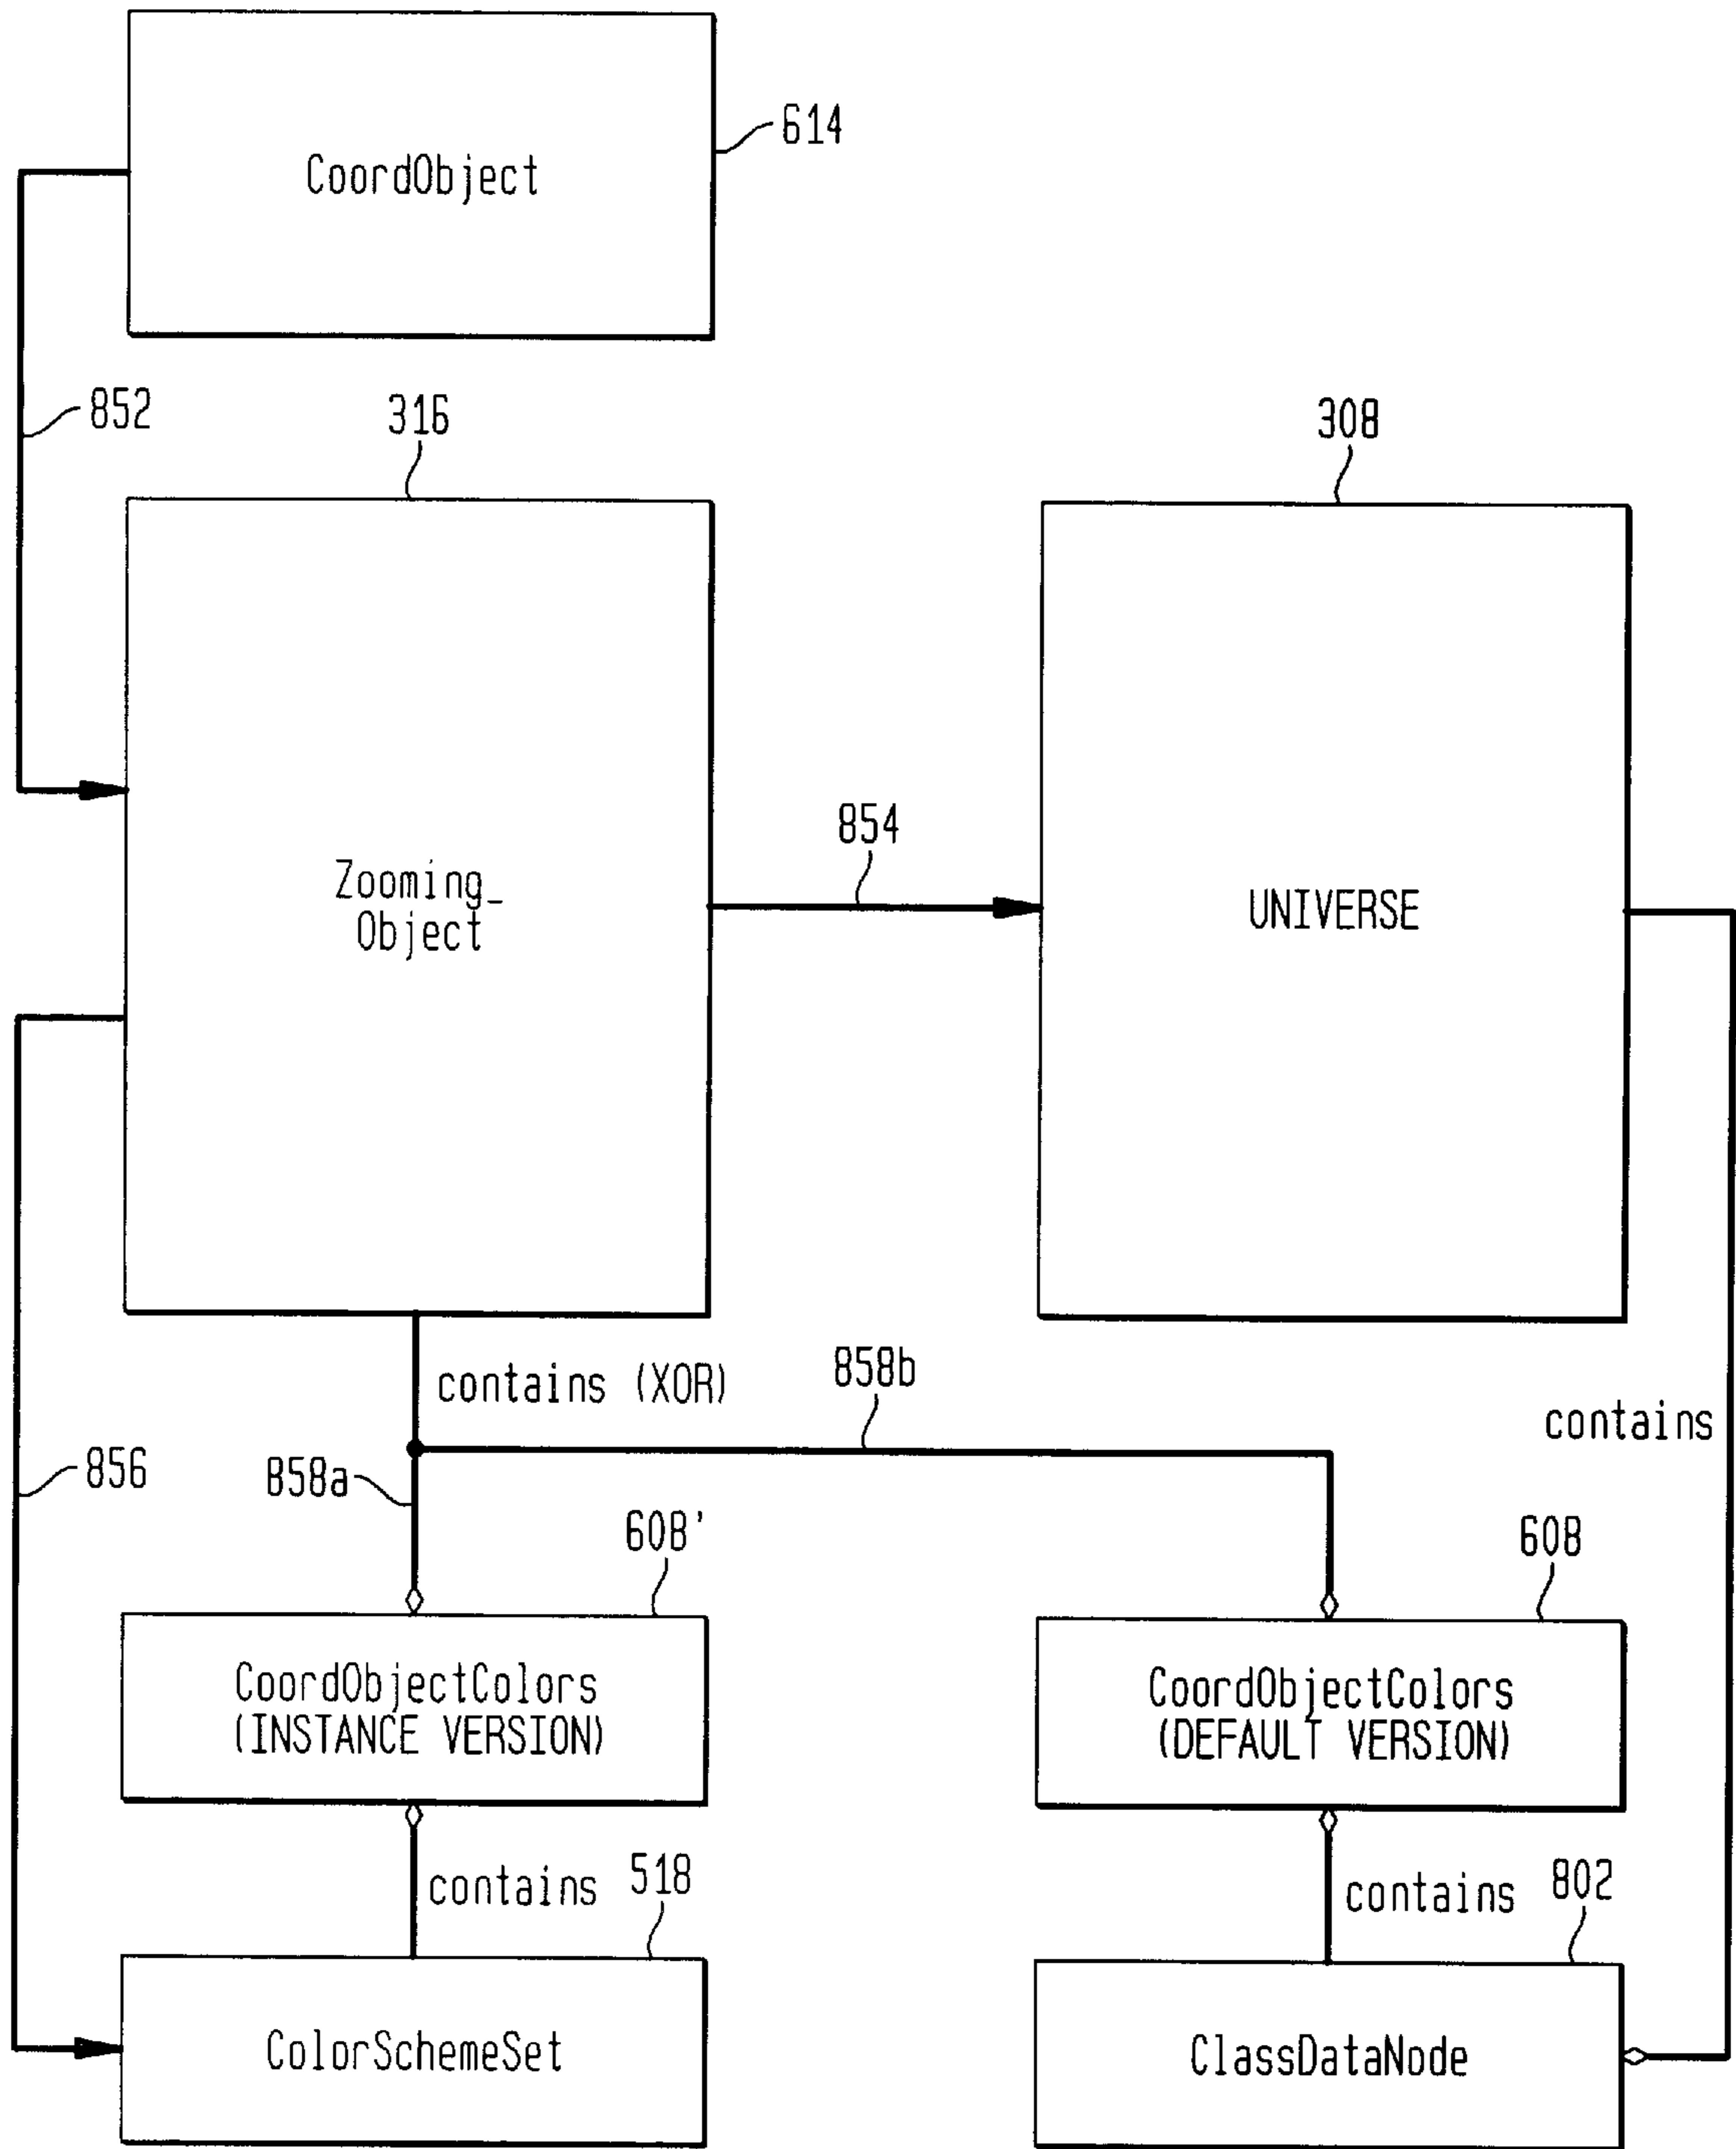 614
CoordObject
852
316
308
854
Zooming_
Object
UNIVERSE
contains (XOR)
858b
contains
856
858a
608'
608
CoordObjectColors
(INSTANCE VERSION)
CoordObjectColors
(DEFAULT VERSION)
contains
518
contains
802
ColorSchemeSet
ClassDataNode